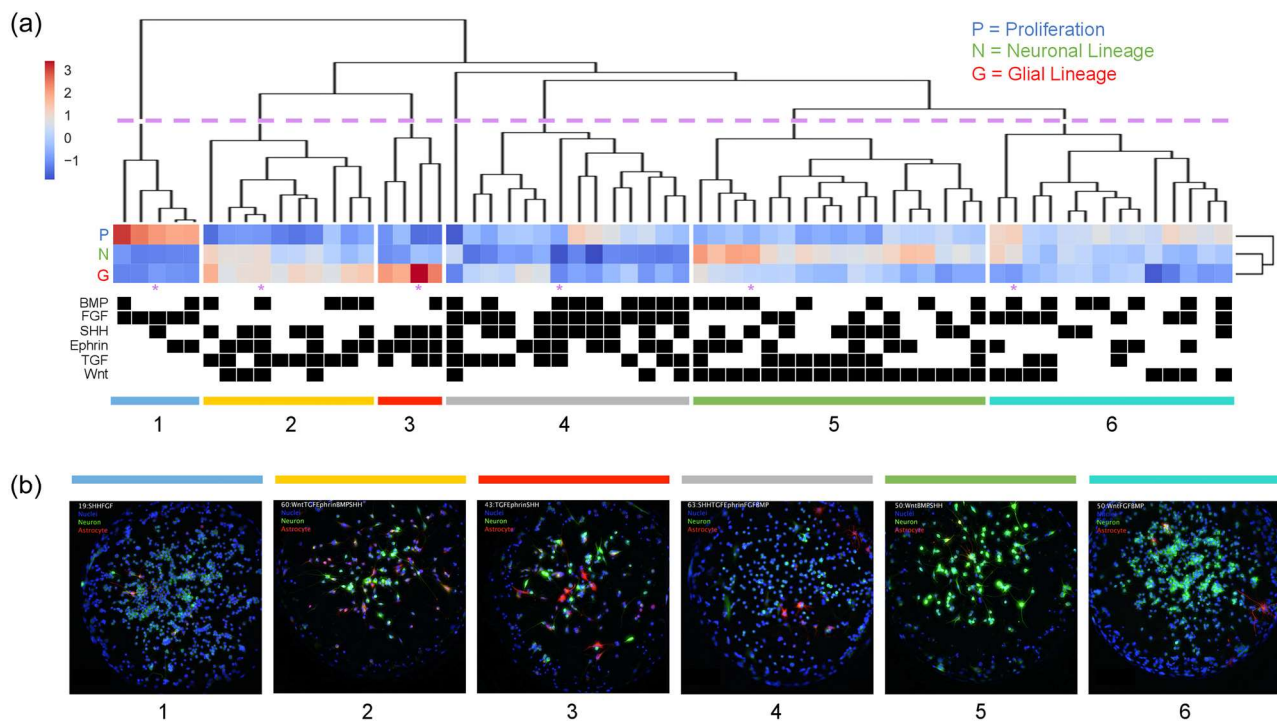 (a)
P = Proliferation
N = Neuronal Lineage
G = Glial Lineage
3
2
1
0
−1
P
N
G
* * * * * *
BMP
FGF
SHH
Ephrin
TGF
Wnt
1 2 3 4 5 6
(b)
19:SHHFGF
Nuclei
Neuron
Astrocyte
60:WntTGFEphrinBMPSHH
Nuclei
Neuron
Astrocyte
43:TGFEphrinSHH
Nuclei
Neuron
Astrocyte
63:SHHTGFEphrinFGFBMP
Nuclei
Neuron
Astrocyte
50:WntBMPSHH
Nuclei
Neuron
Astrocyte
50:WntFGFBMP
Nuclei
Neuron
Astrocyte
1 2 3 4 5 6